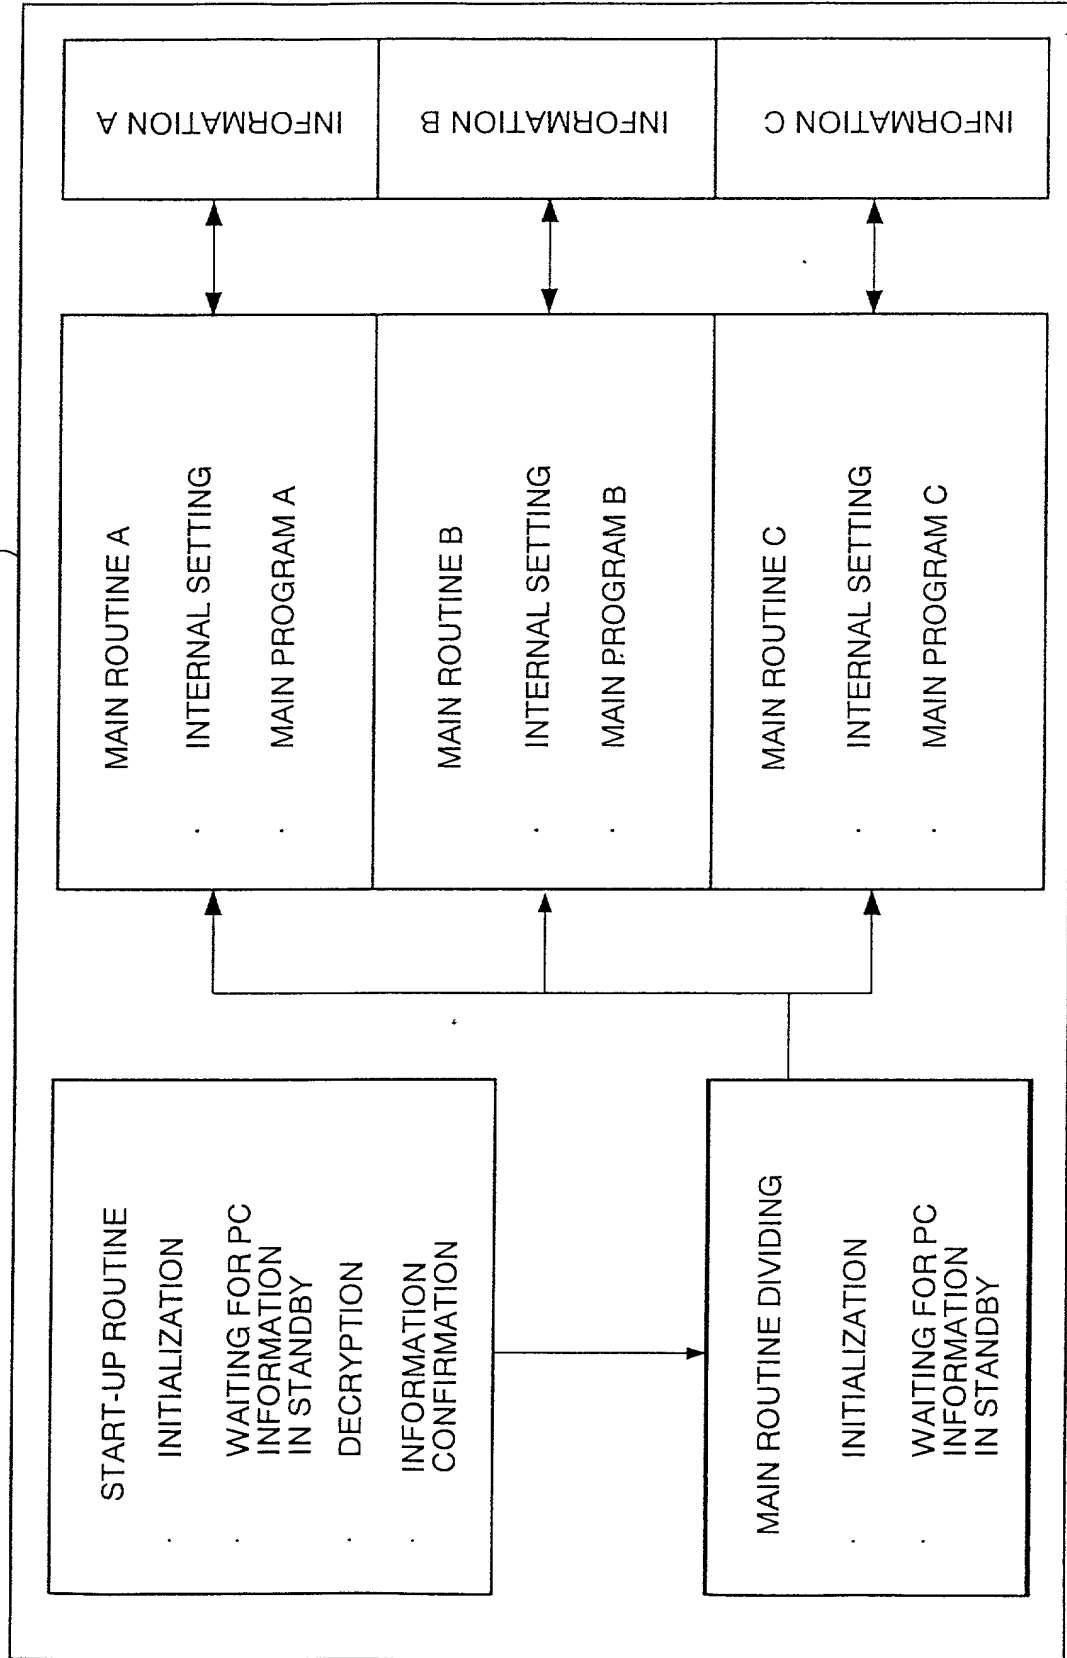 START-UP ROUTINE
· INITIALIZATION
· WAITING FOR PC
INFORMATION
IN STANDBY
· DECRYPTION
· INFORMATION
CONFIRMATION
MAIN ROUTINE DIVIDING
· INITIALIZATION
· WAITING FOR PC
INFORMATION
IN STANDBY
MAIN ROUTINE A
· INTERNAL SETTING
· MAIN PROGRAM A
MAIN ROUTINE B
· INTERNAL SETTING
· MAIN PROGRAM B
MAIN ROUTINE C
· INTERNAL SETTING
· MAIN PROGRAM C
INFORMATION A
INFORMATION B
INFORMATION C